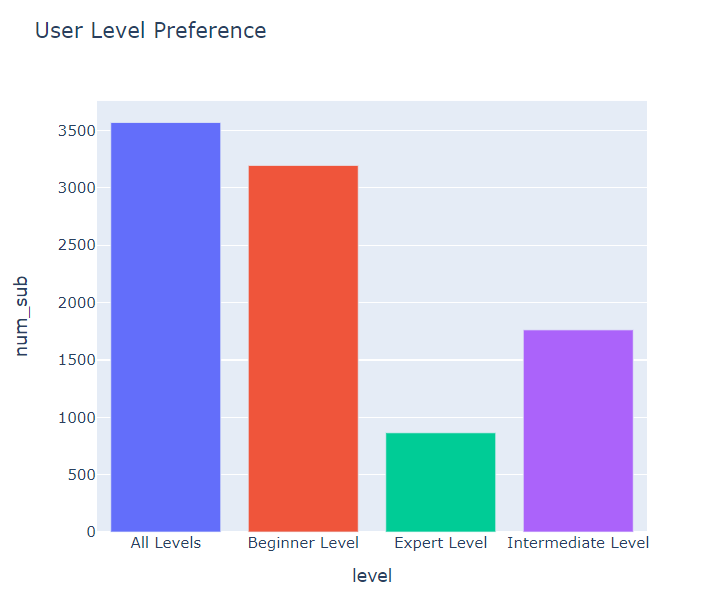 User Level Preference
num_sub
3500
3000
2500
2000
1500
1000
500
0
All Levels
Beginner Level
Expert Level
Intermediate Level
level